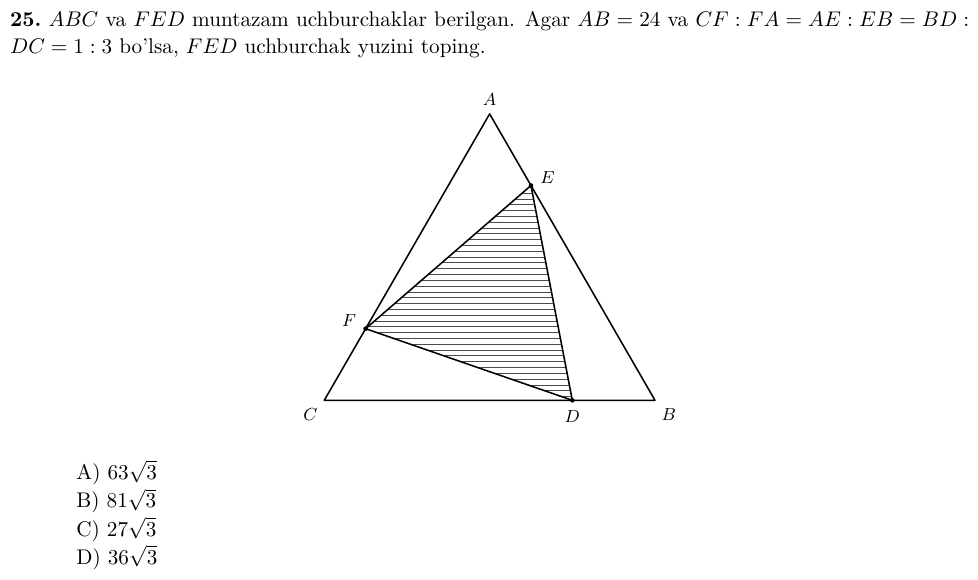 25. ABC va FED muntazam uchburchaklar berilgan. Agar AB = 24 va CF : FA = AE : EB = BD :
DC = 1 : 3 bo'lsa, FED uchburchak yuzini toping.
A
E
F
C
D
B
A) 63√3
B) 81√3
C) 27√3
D) 36√3